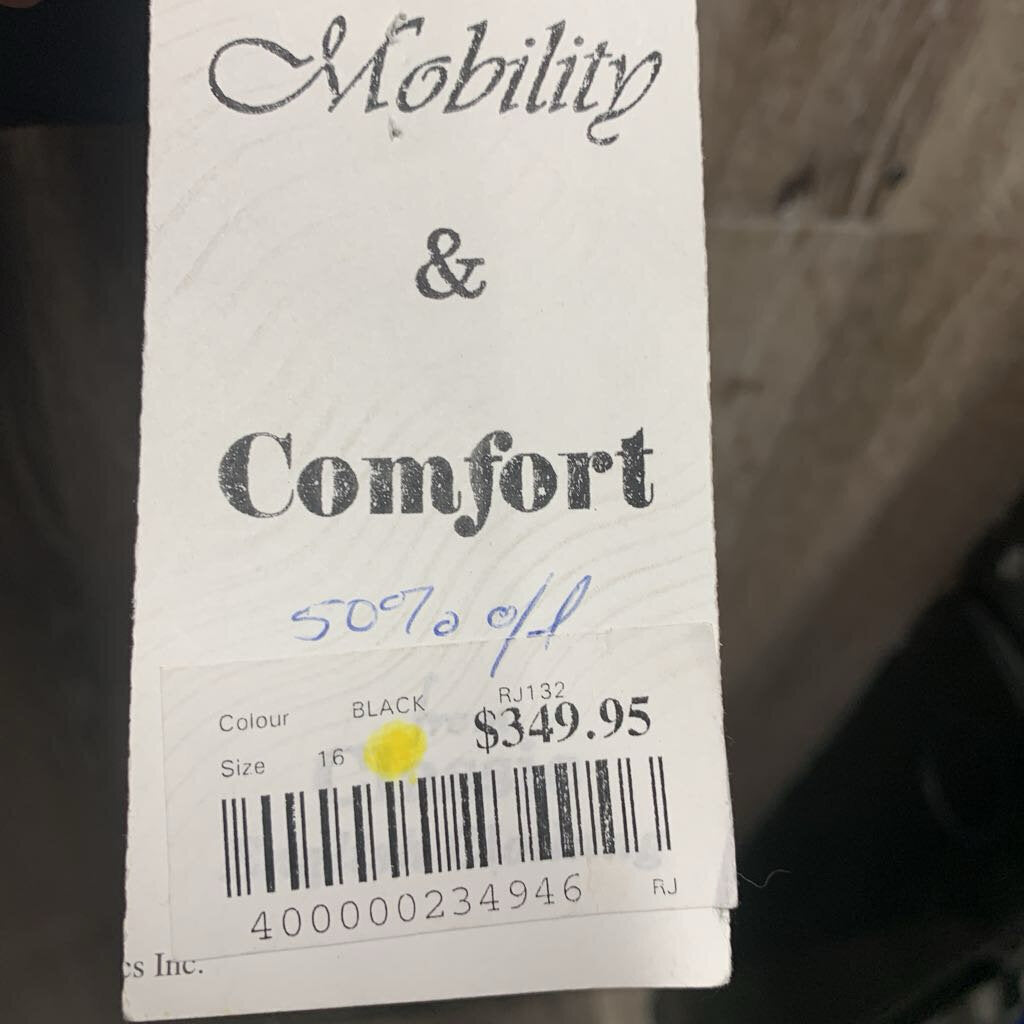 Mobility
&
Comfort
50% off
Colour BLACK RJ132
$349.95
Size 16
400000234946 RJ
cs Inc.